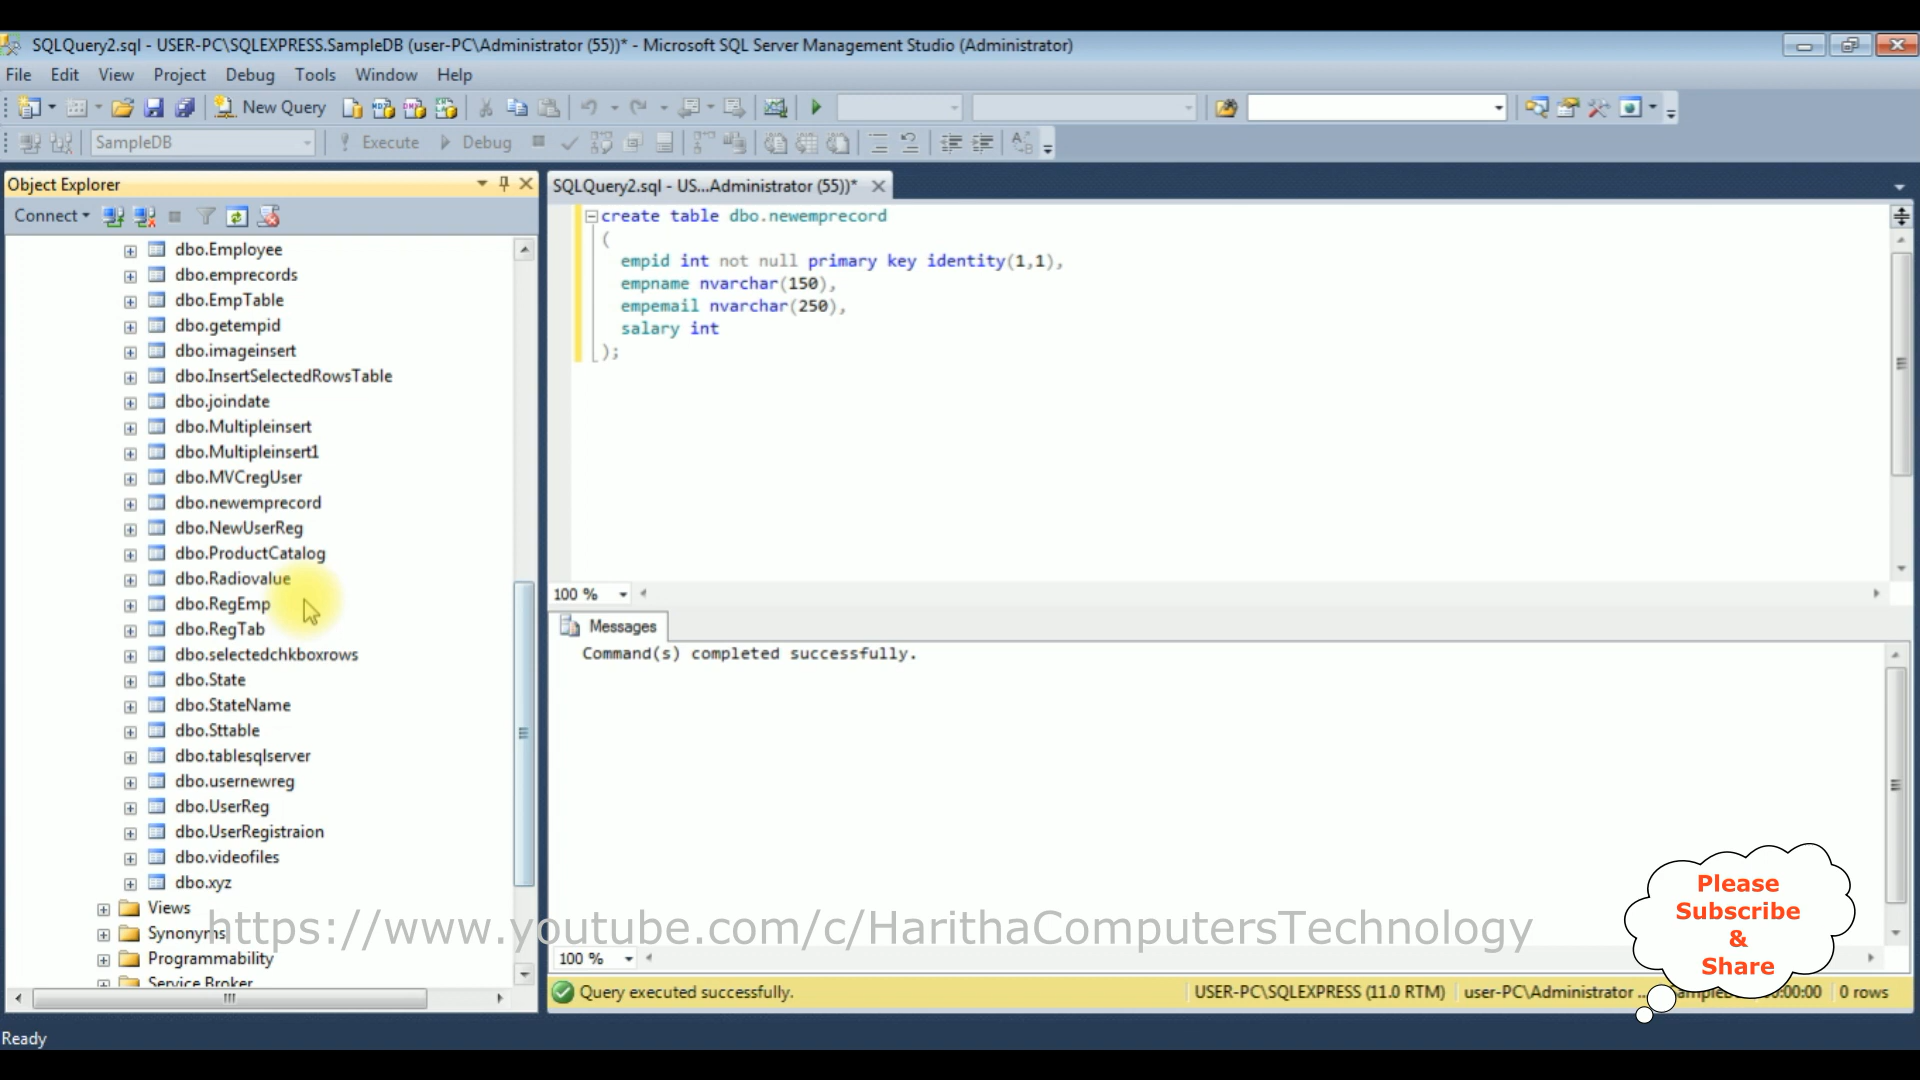 SQLQuery2.sql - USER-PC\SQLEXPRESS.SampleDB (user-PC\Administrator (55))* - Microsoft SQL Server Management Studio (Administrator)
File Edit View Project Debug Tools Window Help
New Query
SampleDB Execute Debug
Object Explorer
Connect
dbo.Employee
dbo.emprecords
dbo.EmpTable
dbo.getempid
dbo.imageinsert
dbo.InsertSelectedRowsTable
dbo.joindate
dbo.Multipleinsert
dbo.Multipleinsert1
dbo.MVCregUser
dbo.newemprecord
dbo.NewUserReg
dbo.ProductCatalog
dbo.Radiovalue
dbo.RegEmp
dbo.RegTab
dbo.selectedchkboxrows
dbo.State
dbo.StateName
dbo.Sttable
dbo.tablesqlserver
dbo.usernewreg
dbo.UserReg
dbo.UserRegistraion
dbo.videofiles
dbo.xyz
Views
Synonyms
Programmability
Service Broker
SQLQuery2.sql - US...Administrator (55))*
create table dbo.newemprecord
(
empid int not null primary key identity(1,1),
empname nvarchar(150),
empemail nvarchar(250),
salary int
);
100 %
Messages
Command(s) completed successfully.
100 %
Query executed successfully. USER-PC\SQLEXPRESS (11.0 RTM) user-PC\Administrator ... 00:00 0 rows
https://www.youtube.com/c/HarithaComputersTechnology
Please
Subscribe
&
Share
Ready